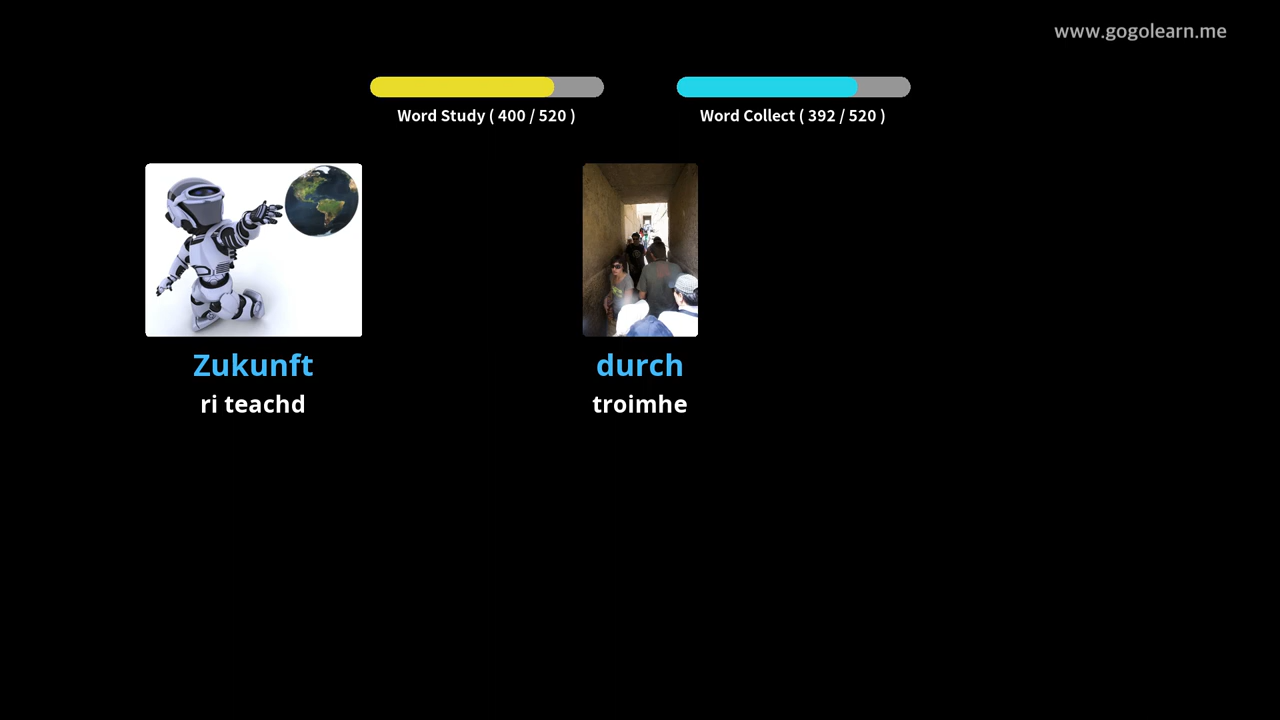 www.gogolearn.me
Word Study ( 400 / 520 )
Word Collect ( 392 / 520 )
Zukunft
ri teachd
durch
troimhe